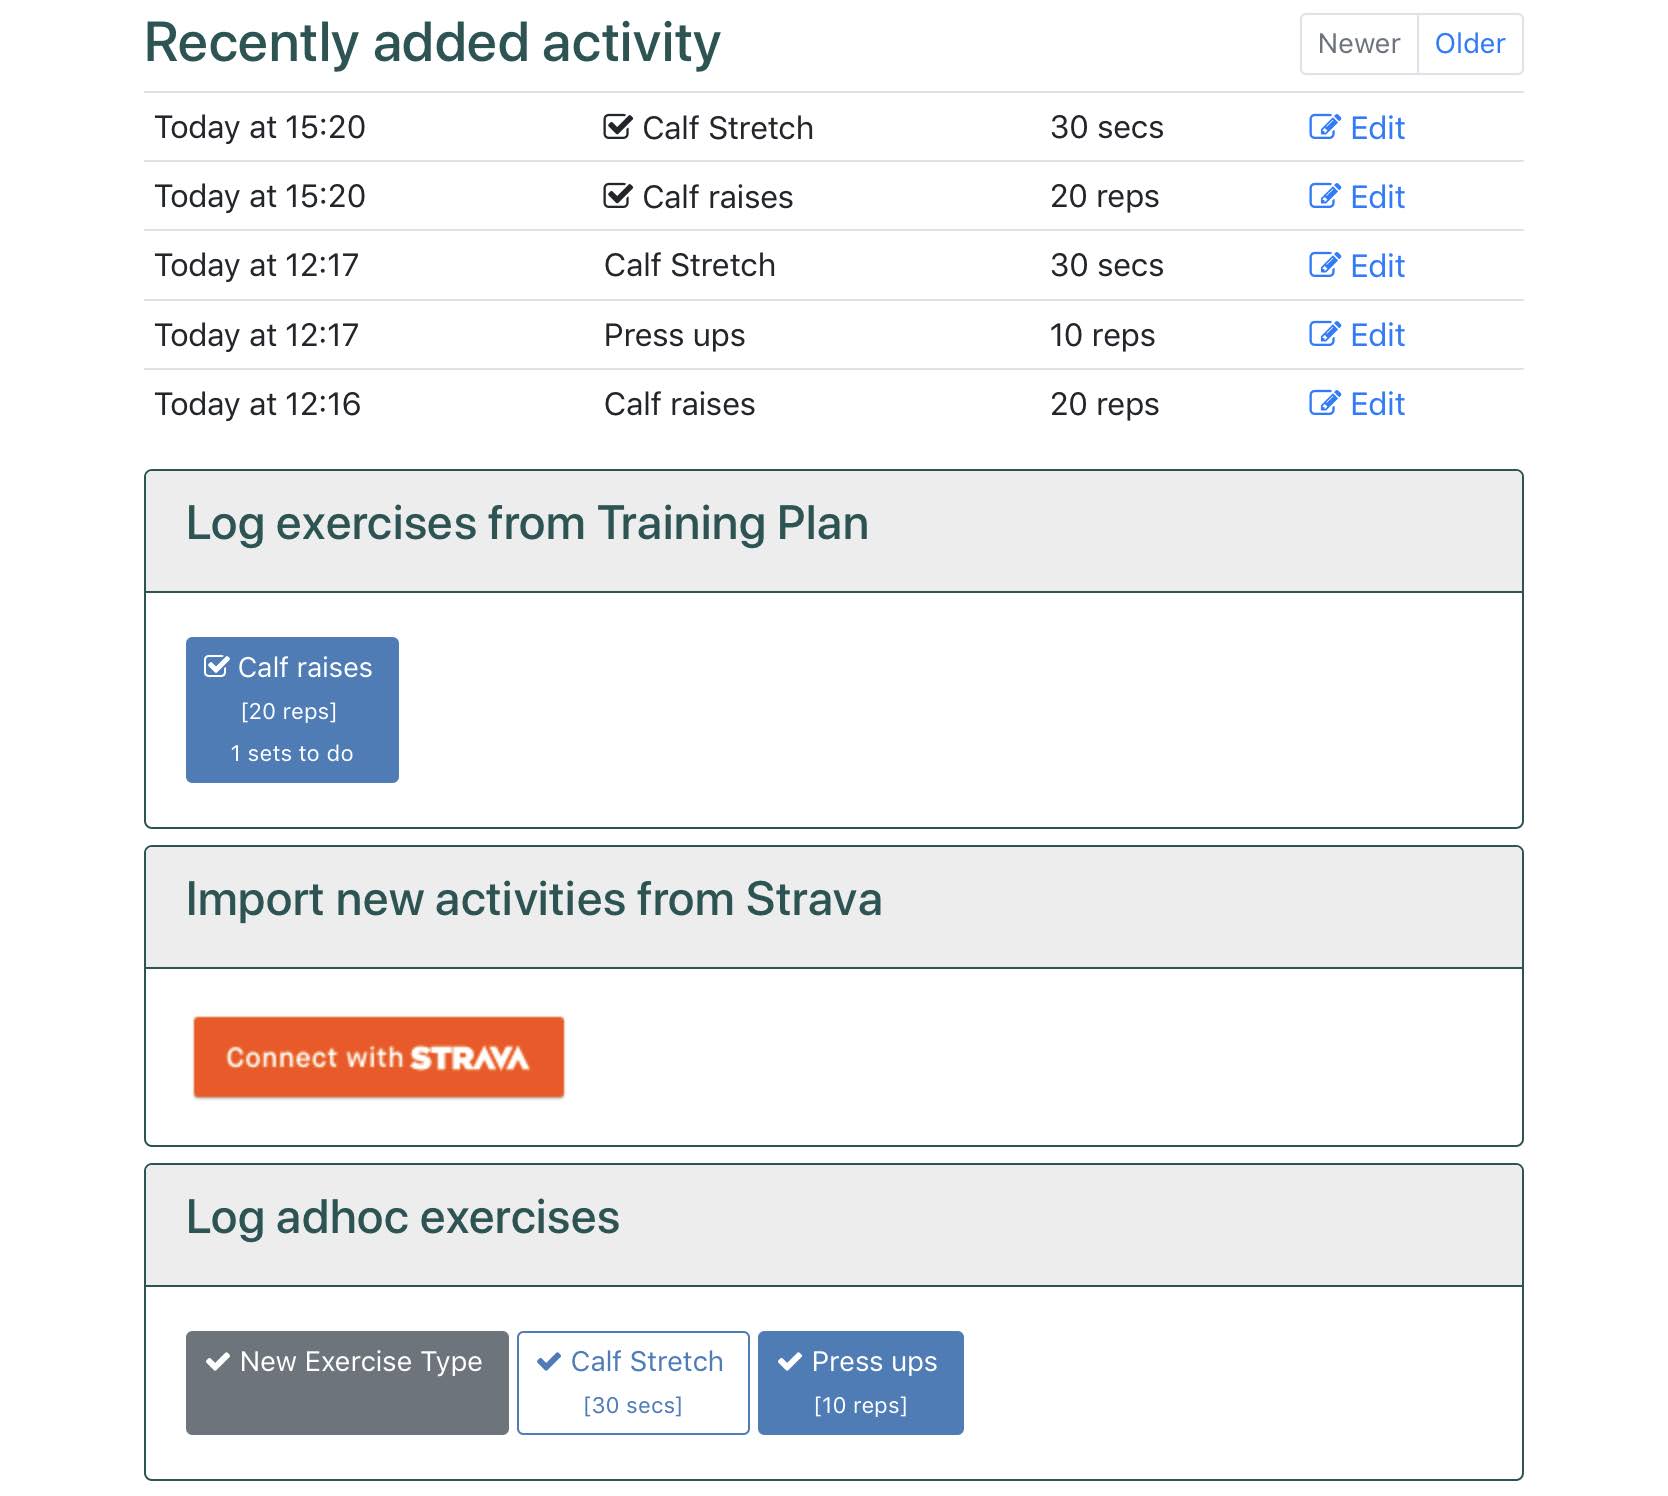 Recently added activity
Newer Older
Today at 15:20 Calf Stretch 30 secs Edit
Today at 15:20 Calf raises 20 reps Edit
Today at 12:17 Calf Stretch 30 secs Edit
Today at 12:17 Press ups 10 reps Edit
Today at 12:16 Calf raises 20 reps Edit
Log exercises from Training Plan
Calf raises
[20 reps]
1 sets to do
Import new activities from Strava
Connect with STRAVA
Log adhoc exercises
New Exercise Type
Calf Stretch
[30 secs]
Press ups
[10 reps]